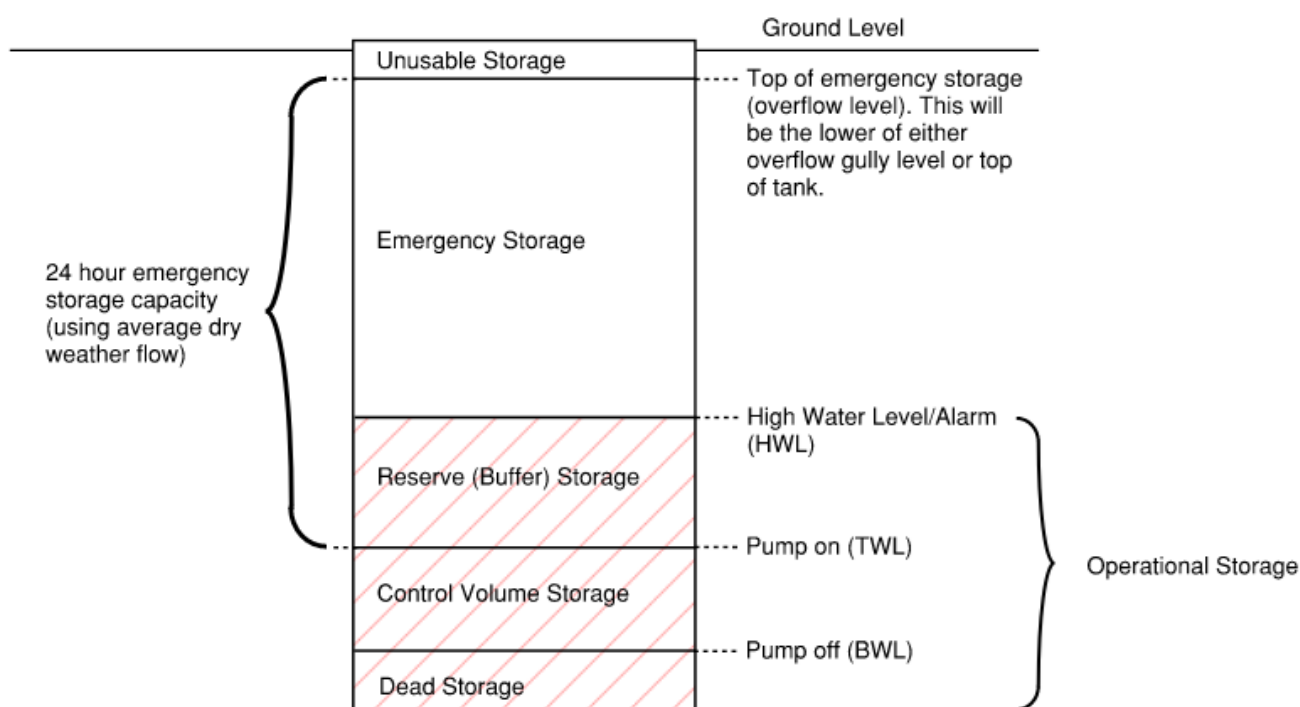 Ground Level
Unusable Storage
Top of emergency storage
(overflow level). This will
be the lower of either
overflow gully level or top
of tank.
Emergency Storage
24 hour emergency
storage capacity
(using average dry
weather flow)
High Water Level/Alarm
(HWL)
Reserve (Buffer) Storage
Pump on (TWL)
Operational Storage
Control Volume Storage
Pump off (BWL)
Dead Storage